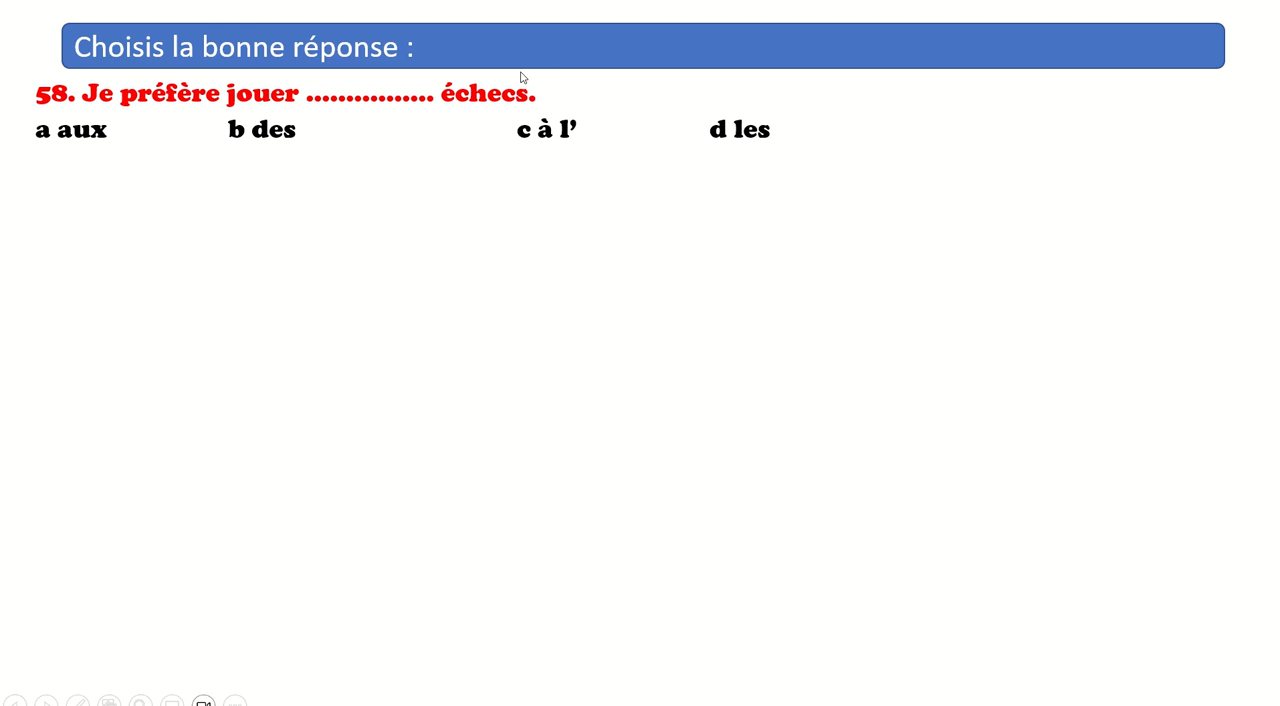 Choisis la bonne réponse :
58. Je préfère jouer ................ échecs.
a aux b des c à l’ d les